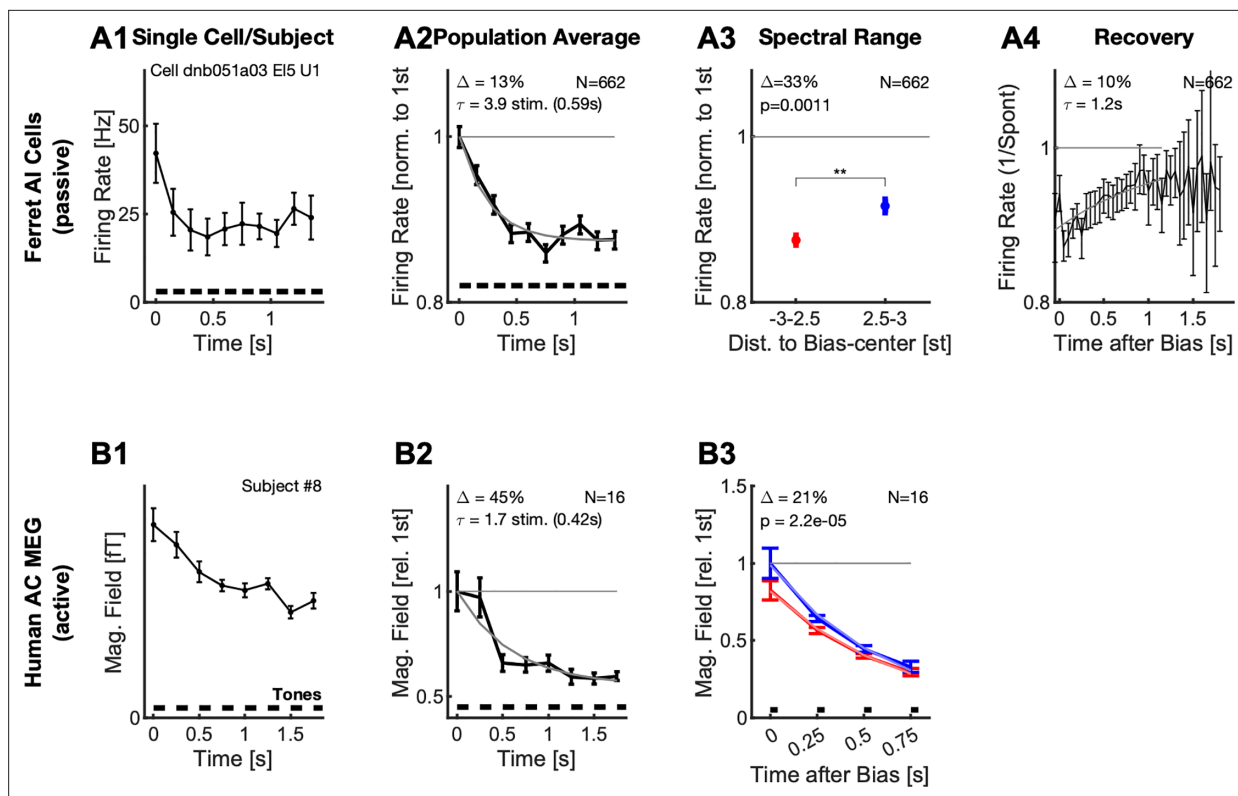 A1 Single Cell/Subject
Cell dnb051a03 El5 U1
Ferret AI Cells
(passive)
Firing Rate [Hz]
50
25
0
0 0.5 1
Time [s]
A2 Population Average
Δ = 13% N=662
τ = 3.9 stim. (0.59s)
Firing Rate [norm. to 1st]
1
0.8
0 0.5 1
Time [s]
A3 Spectral Range
Δ=33% N=662
p=0.0011
Firing Rate [norm. to 1st]
1
**
0.8
-3-2.5 2.5-3
Dist. to Bias-center [st]
A4 Recovery
Δ = 10% N=662
τ = 1.2s
Firing Rate (1/Spont)
1
0.8
0 0.5 1 1.5
Time after Bias [s]
B1
Subject #8
Human AC MEG
(active)
Mag. Field [fT]
Tones
0
0 0.5 1 1.5
Time [s]
B2
Δ = 45% N=16
τ = 1.7 stim. (0.42s)
Mag. Field [rel. 1st]
1
0.5
0 0.5 1 1.5
Time [s]
B3
1.5
Δ = 21% N=16
p = 2.2e-05
Mag. Field [rel. 1st]
1
0.5
0
0 0.25 0.5 0.75
Time after Bias [s]